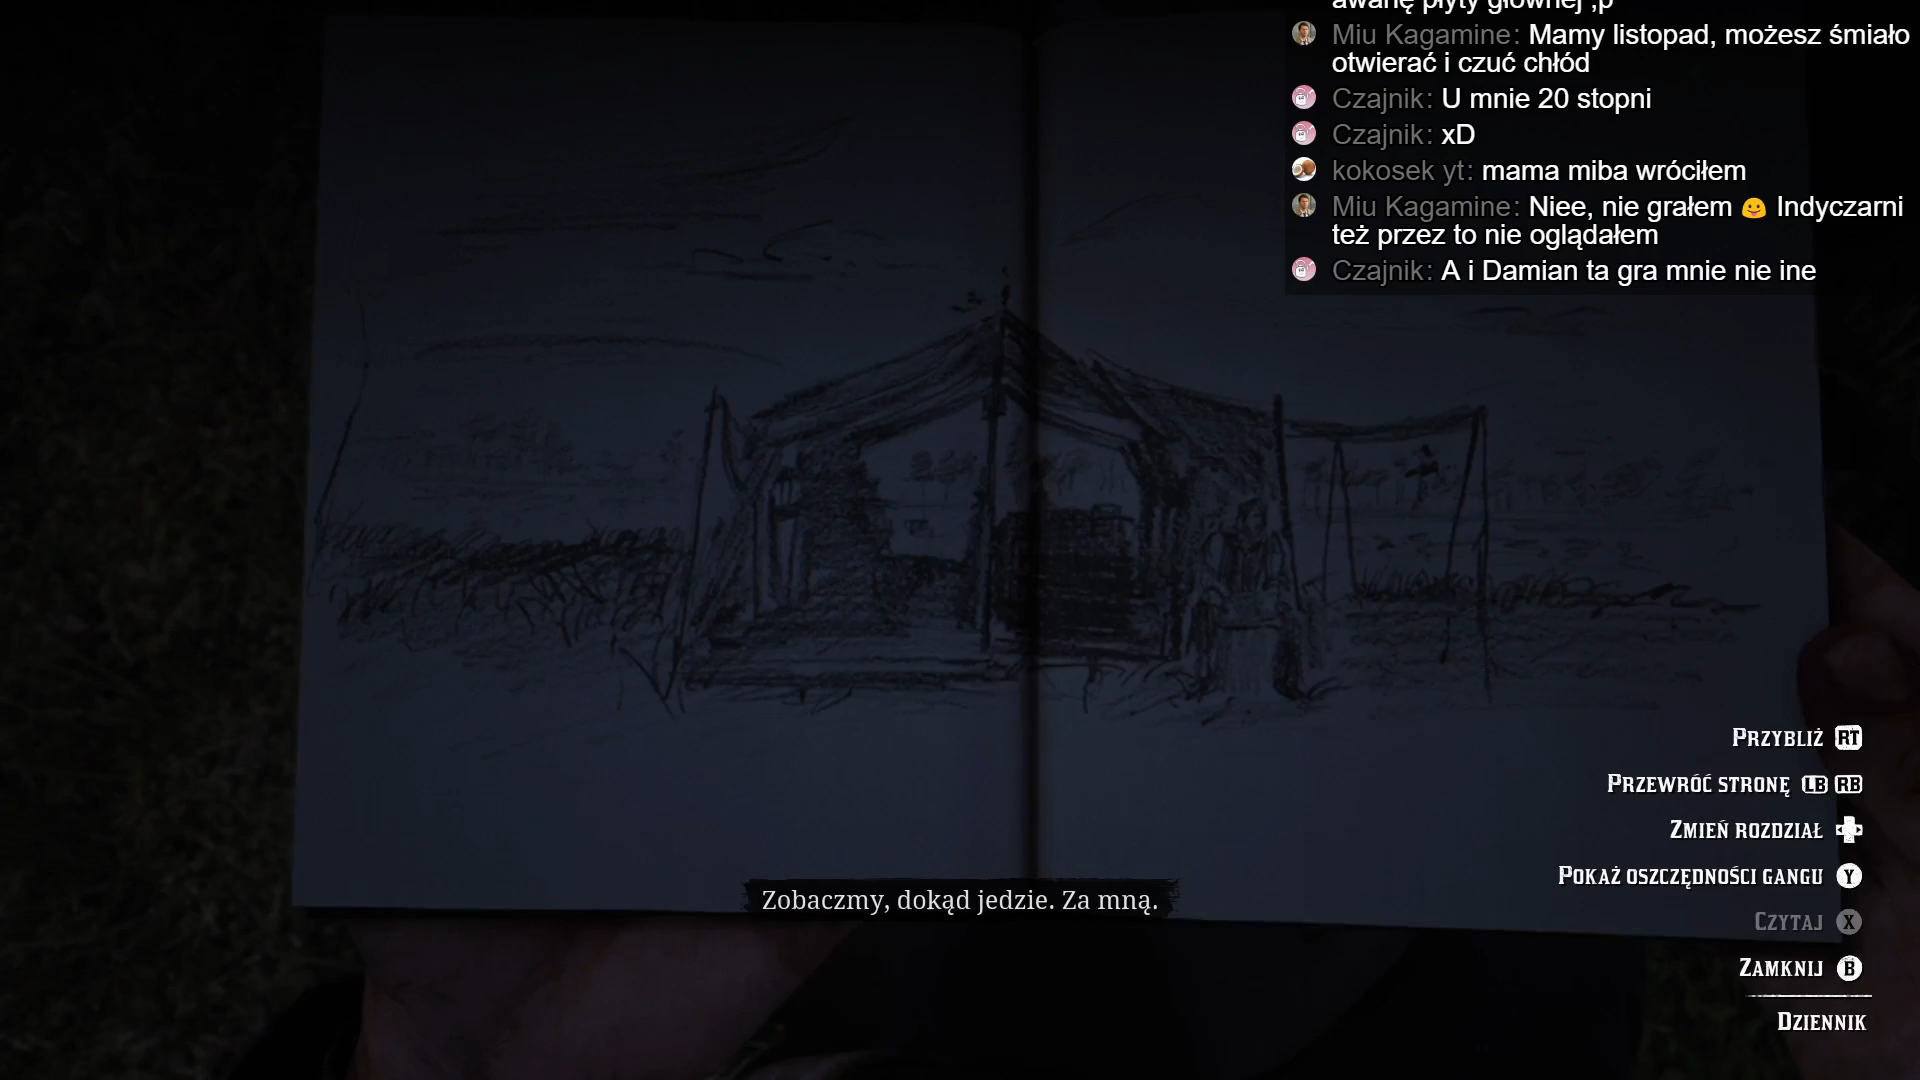 awarię płyty głównej ;p
Miu Kagamine: Mamy listopad, możesz śmiało
otwierać i czuć chłód
Czajnik: U mnie 20 stopni
Czajnik: xD
kokosek yt: mama miba wróciłem
Miu Kagamine: Niee, nie grałem 😛 Indyczarni
też przez to nie oglądałem
Czajnik: A i Damian ta gra mnie nie ine
PRZYBLIŻ RT
PRZEWRÓĆ STRONĘ LB RB
ZMIEŃ ROZDZIAŁ
POKAŻ OSZCZĘDNOŚCI GANGU Y
Zobaczmy, dokąd jedzie. Za mną.
CZYTAJ X
ZAMKNIJ B
DZIENNIK